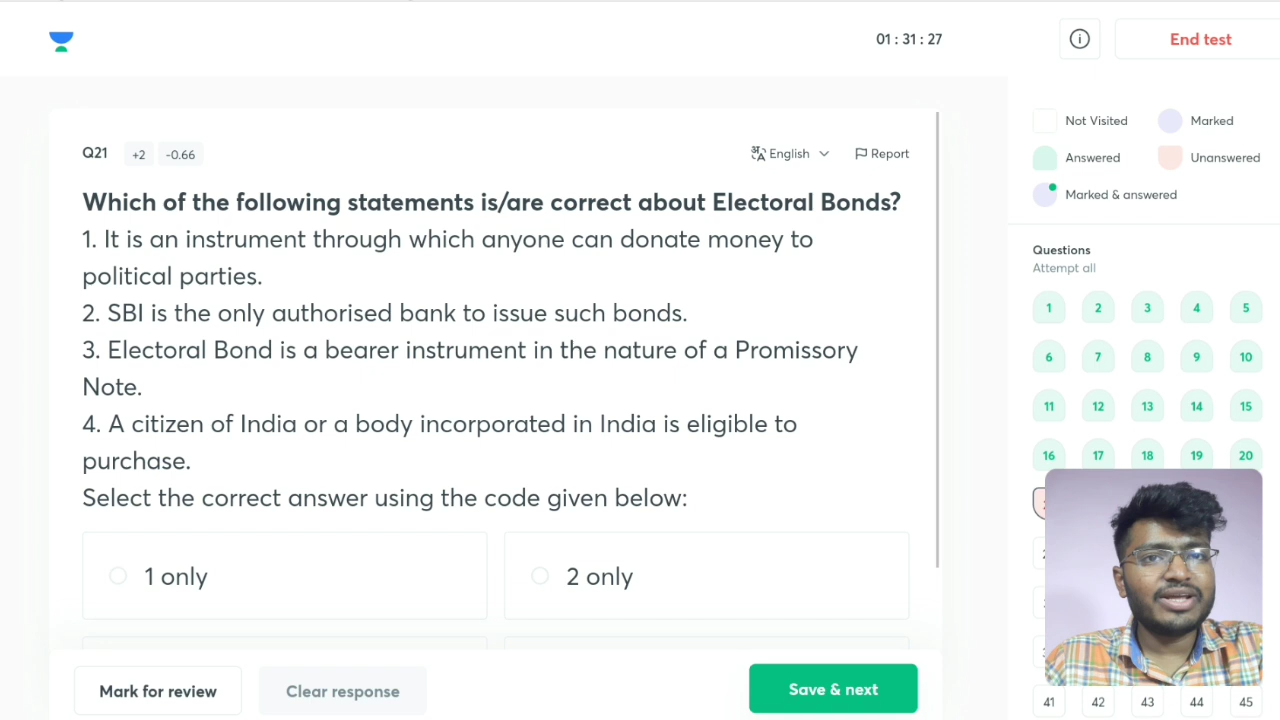 01 : 31 : 27
End test
Q21 +2 -0.66 English Report
Which of the following statements is/are correct about Electoral Bonds?
1. It is an instrument through which anyone can donate money to
political parties.
2. SBI is the only authorised bank to issue such bonds.
3. Electoral Bond is a bearer instrument in the nature of a Promissory
Note.
4. A citizen of India or a body incorporated in India is eligible to
purchase.
Select the correct answer using the code given below:
1 only
2 only
Mark for review
Clear response
Save & next
Not Visited
Marked
Answered
Unanswered
Marked & answered
Questions
Attempt all
1 2 3 4 5
6 7 8 9 10
11 12 13 14 15
16 17 18 19 20
41 42 43 44 45